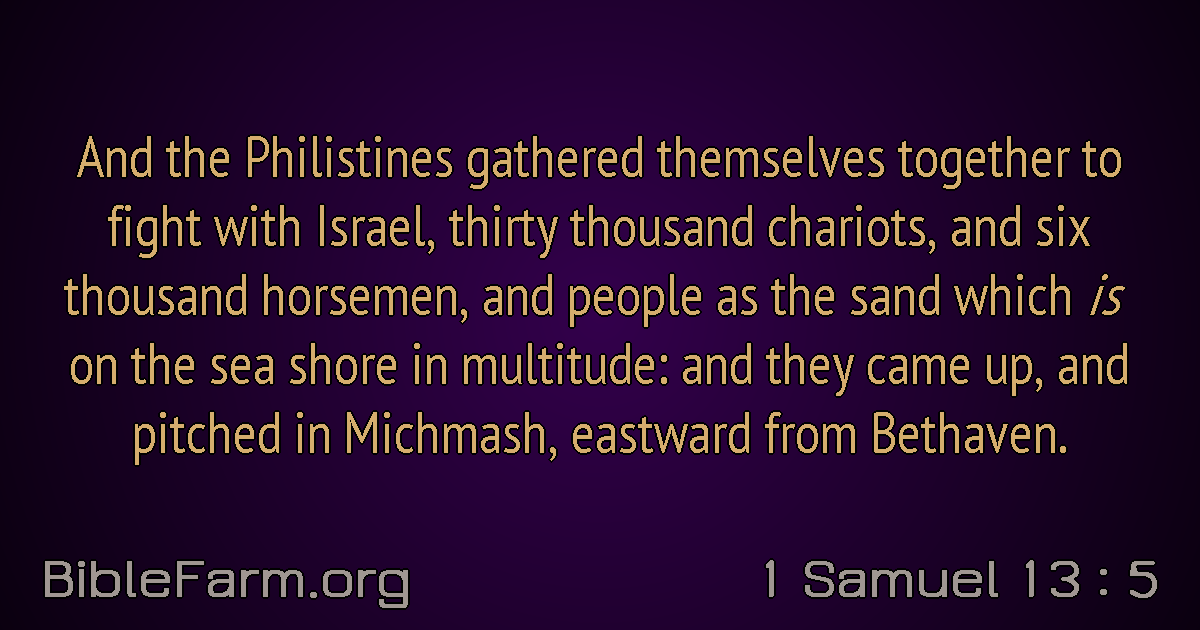 And the Philistines gathered themselves together to
fight with Israel, thirty thousand chariots, and six
thousand horsemen, and people as the sand which is
on the sea shore in multitude: and they came up, and
pitched in Michmash, eastward from Bethaven.
BibleFarm.org
1 Samuel 13 : 5